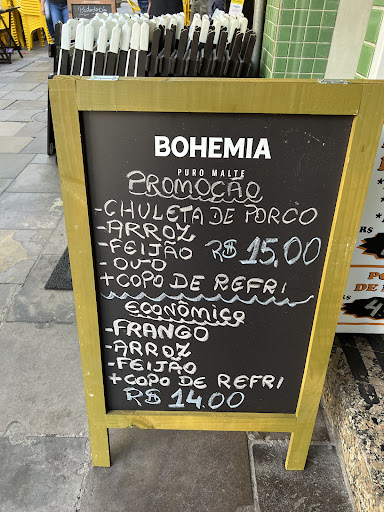 BOHEMIA
PURO MALTE
PROMOÇÃO
-CHULETA DE PORCO
-ARROZ
-FEIJÃO R$ 15,00
-OVO
+COPO DE REFRI
ECONÔMICO
-FRANGO
-ARROZ
-FEIJÃO
+COPO DE REFRI
R$ 14,00